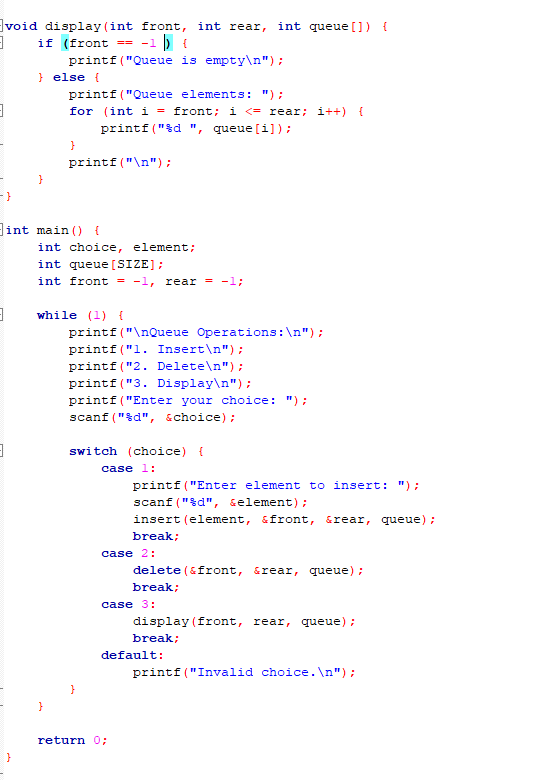 void display(int front, int rear, int queue[]) {
    if (front == -1 ) {
        printf("Queue is empty\n");
    } else {
        printf("Queue elements: ");
        for (int i = front; i <= rear; i++) {
            printf("%d ", queue[i]);
        }
        printf("\n");
    }
}

int main() {
    int choice, element;
    int queue[SIZE];
    int front = -1, rear = -1;

    while (1) {
        printf("\nQueue Operations:\n");
        printf("1. Insert\n");
        printf("2. Delete\n");
        printf("3. Display\n");
        printf("Enter your choice: ");
        scanf("%d", &choice);

        switch (choice) {
            case 1:
                printf("Enter element to insert: ");
                scanf("%d", &element);
                insert(element, &front, &rear, queue);
                break;
            case 2:
                delete(&front, &rear, queue);
                break;
            case 3:
                display(front, rear, queue);
                break;
            default:
                printf("Invalid choice.\n");
        }
    }

    return 0;
}